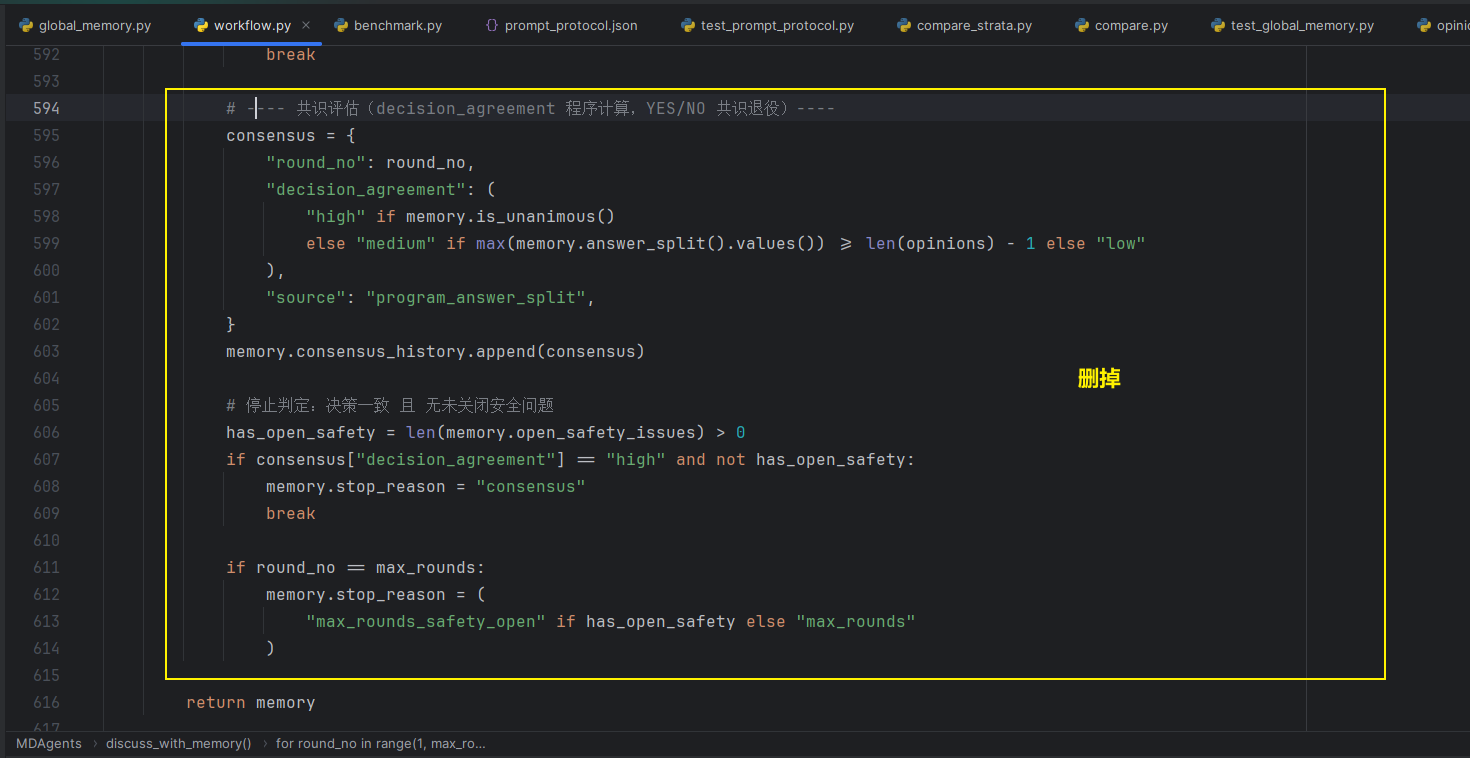 global_memory.py workflow.py benchmark.py {} prompt_protocol.json test_prompt_protocol.py compare_strata.py compare.py test_global_memory.py opinio
592 break
593
594 # ---- 共识评估（decision_agreement 程序计算，YES/NO 共识退役）----
595 consensus = {
596 "round_no": round_no,
597 "decision_agreement": (
598 "high" if memory.is_unanimous()
599 else "medium" if max(memory.answer_split().values()) >= len(opinions) - 1 else "low"
600 ),
601 "source": "program_answer_split",
602 }
603 memory.consensus_history.append(consensus)
604
605 # 停止判定：决策一致 且 无未关闭安全问题
606 has_open_safety = len(memory.open_safety_issues) > 0
607 if consensus["decision_agreement"] == "high" and not has_open_safety:
608 memory.stop_reason = "consensus"
609 break
610
611 if round_no == max_rounds:
612 memory.stop_reason = (
613 "max_rounds_safety_open" if has_open_safety else "max_rounds"
614 )
615
616 return memory
617
删掉
MDAgents › discuss_with_memory() › for round_no in range(1, max_ro...